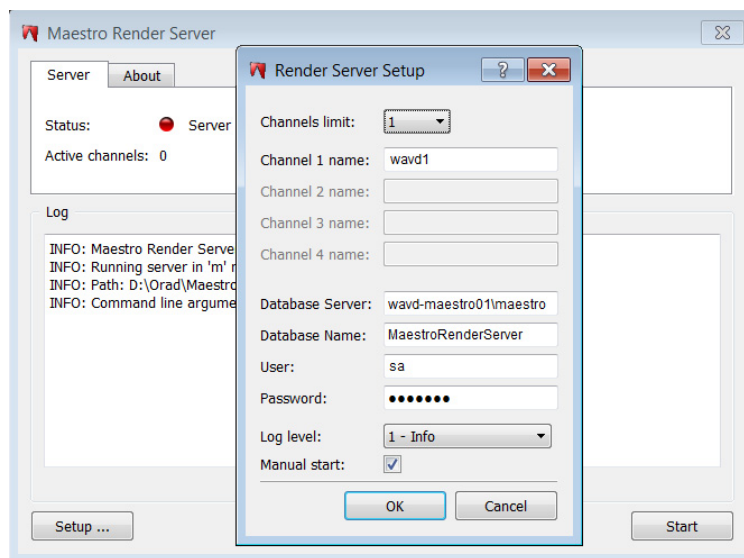 Maestro Render Server
Server About
Status: Server
Active channels: 0
Log
INFO: Maestro Render Serve
INFO: Running server in 'm'
INFO: Path: D:\Orad\Maestro
INFO: Command line argume
Setup ...
Start
Render Server Setup
Channels limit: 1
Channel 1 name: wavd1
Channel 2 name:
Channel 3 name:
Channel 4 name:
Database Server: wavd-maestro01\maestro
Database Name: MaestroRenderServer
User: sa
Password: •••••••
Log level: 1 - Info
Manual start:
OK Cancel